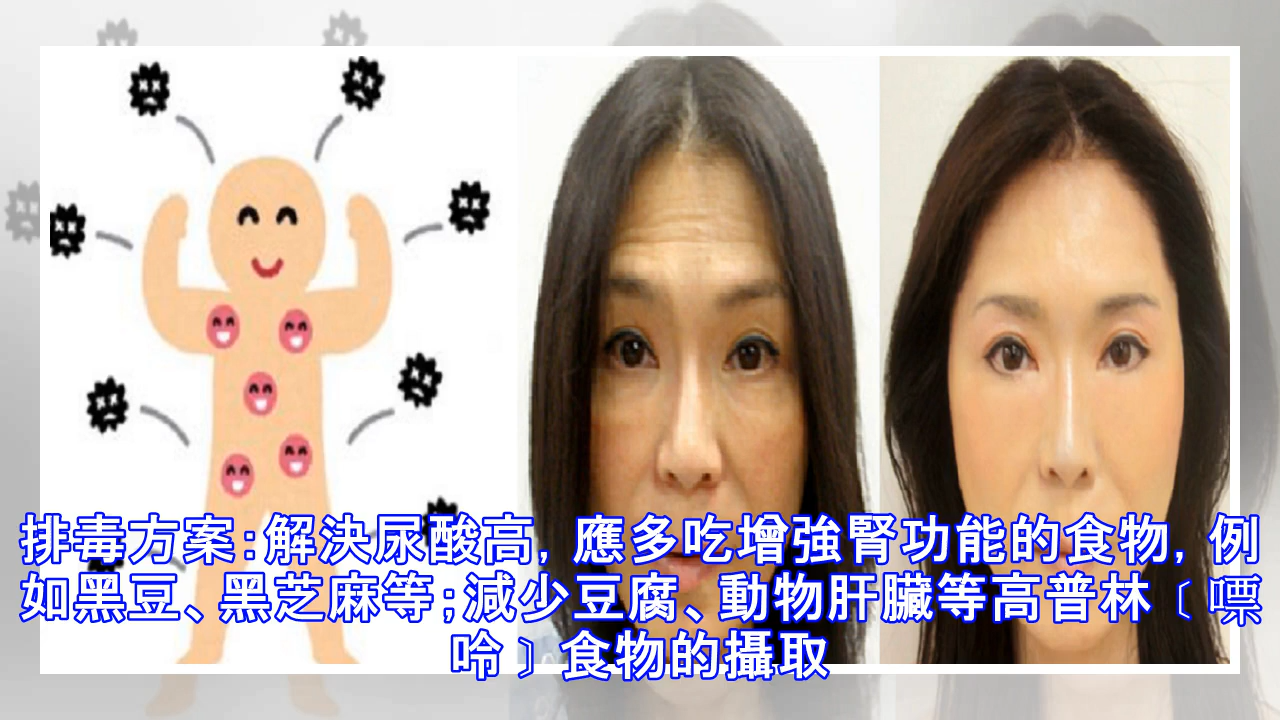 排毒方案:解決尿酸高, 應多吃增強腎功能的食物, 例
如黑豆、黑芝麻等;減少豆腐、動物肝臟等高普林﹝嘌
呤﹞食物的攝取